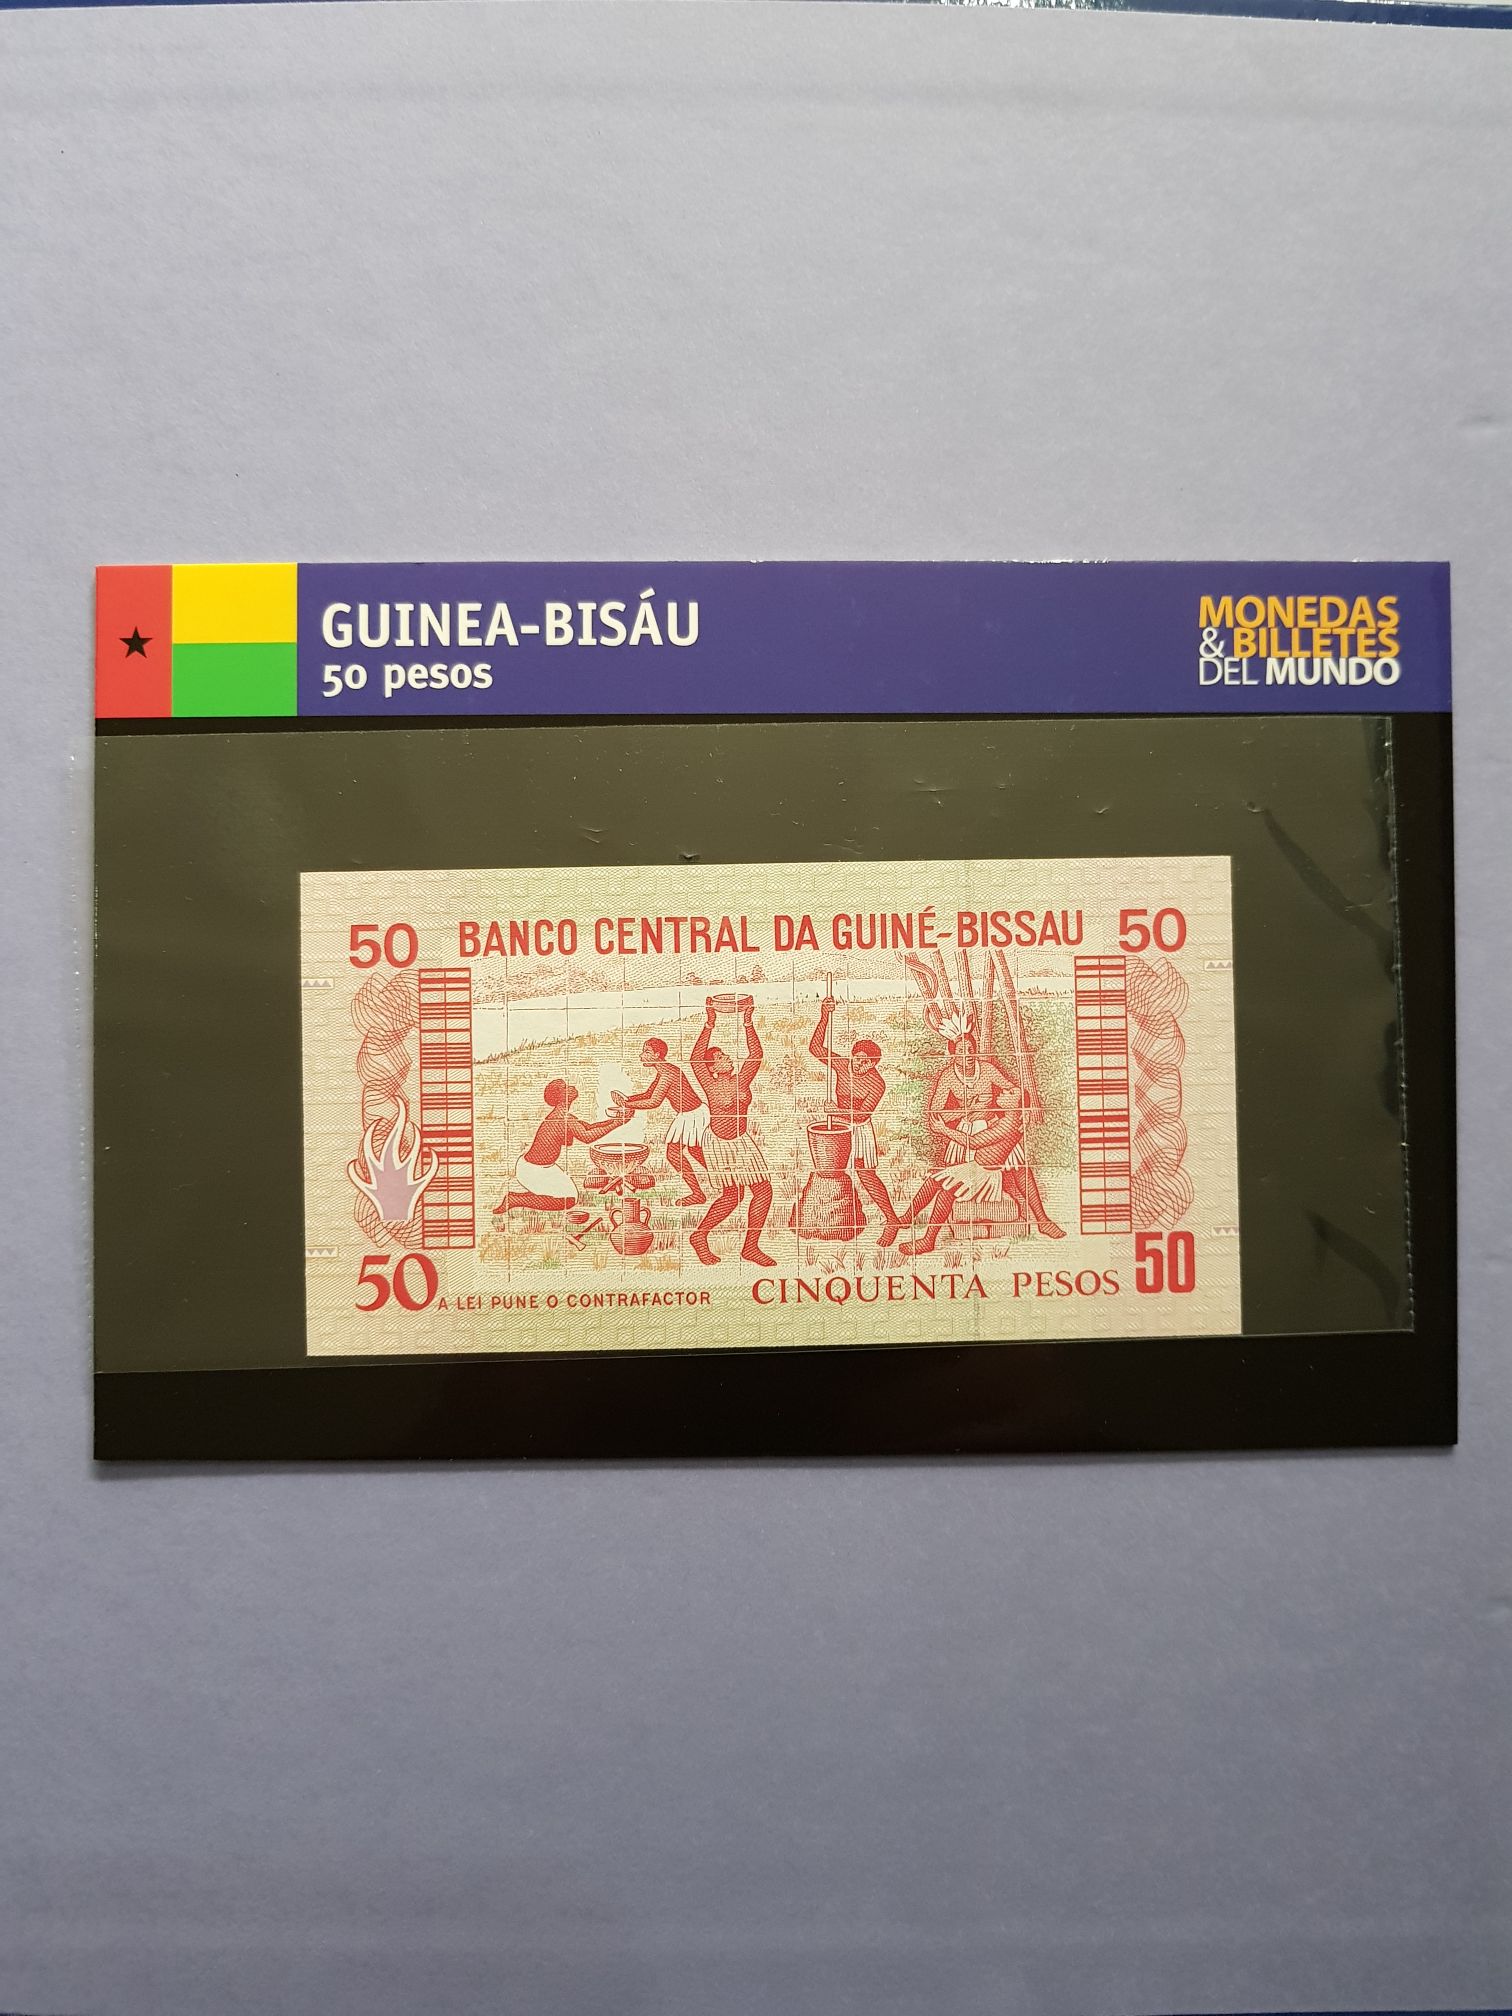 GUINEA-BISÁU
50 pesos
MONEDAS
& BILLETES
DEL MUNDO
50 BANCO CENTRAL DA GUINÉ-BISSAU 50
50 A LEI PUNE O CONTRAFACTOR CINQUENTA PESOS 50